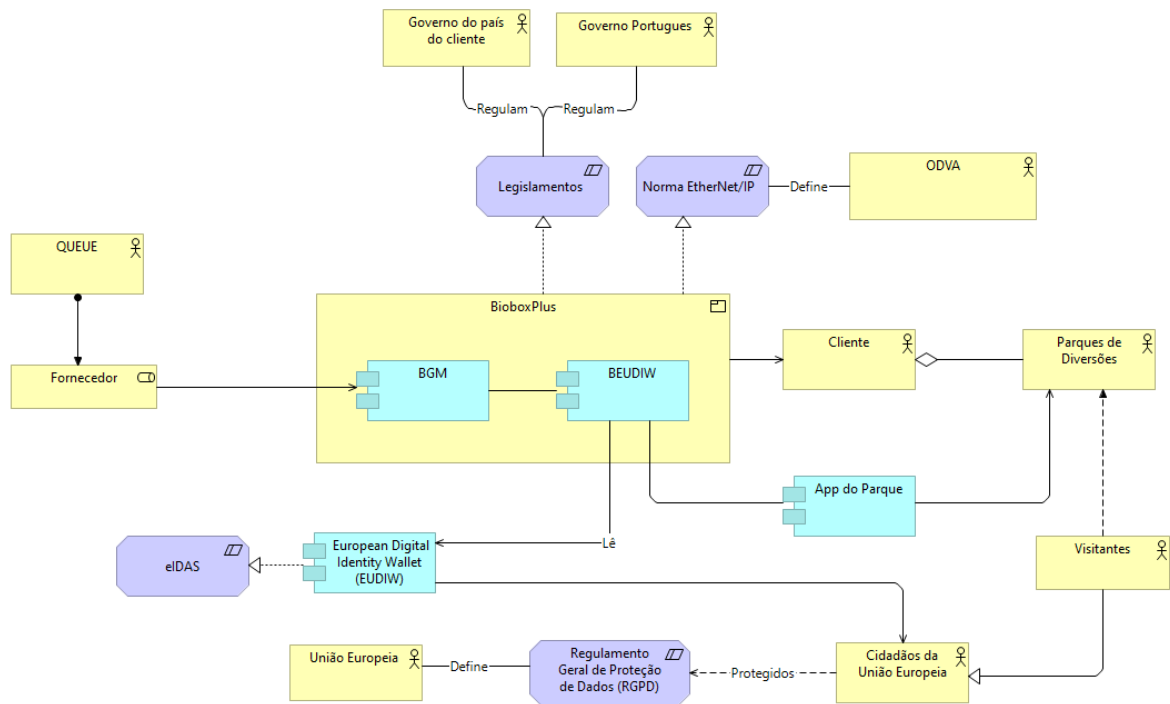 Governo do país
do cliente
Governo Portugues
Regulam
Regulam
Legislamentos
Norma EtherNet/IP
Define
ODVA
QUEUE
Fornecedor
BioboxPlus
BGM
BEUDIW
Cliente
Parques de
Diversões
App do Parque
Lê
eIDAS
European Digital
Identity Wallet
(EUDIW)
Visitantes
União Europeia
Define
Regulamento
Geral de Proteção
de Dados (RGPD)
Protegidos
Cidadãos da
União Europeia